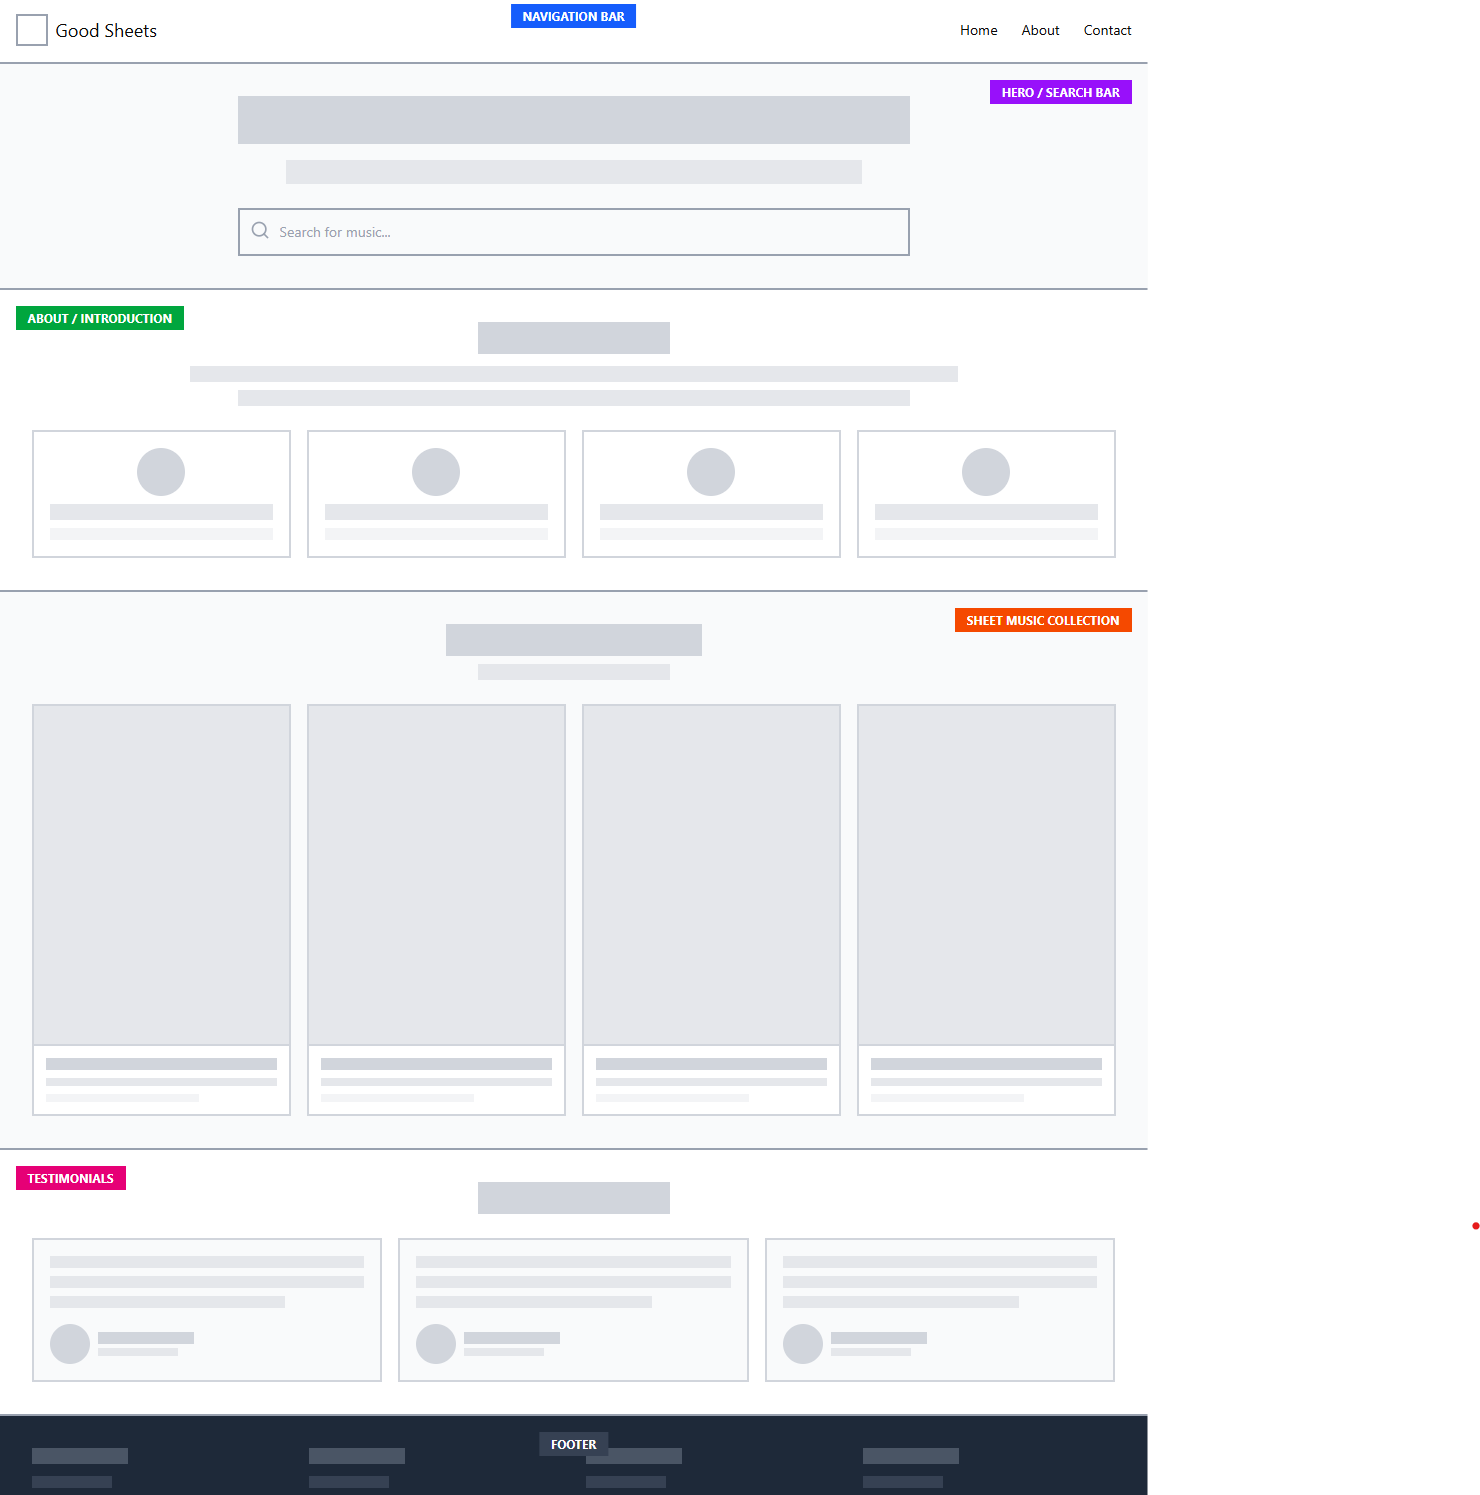 NAVIGATION BAR
Good Sheets
Home
About
Contact
HERO / SEARCH BAR
Search for music...
ABOUT / INTRODUCTION
SHEET MUSIC COLLECTION
TESTIMONIALS
FOOTER